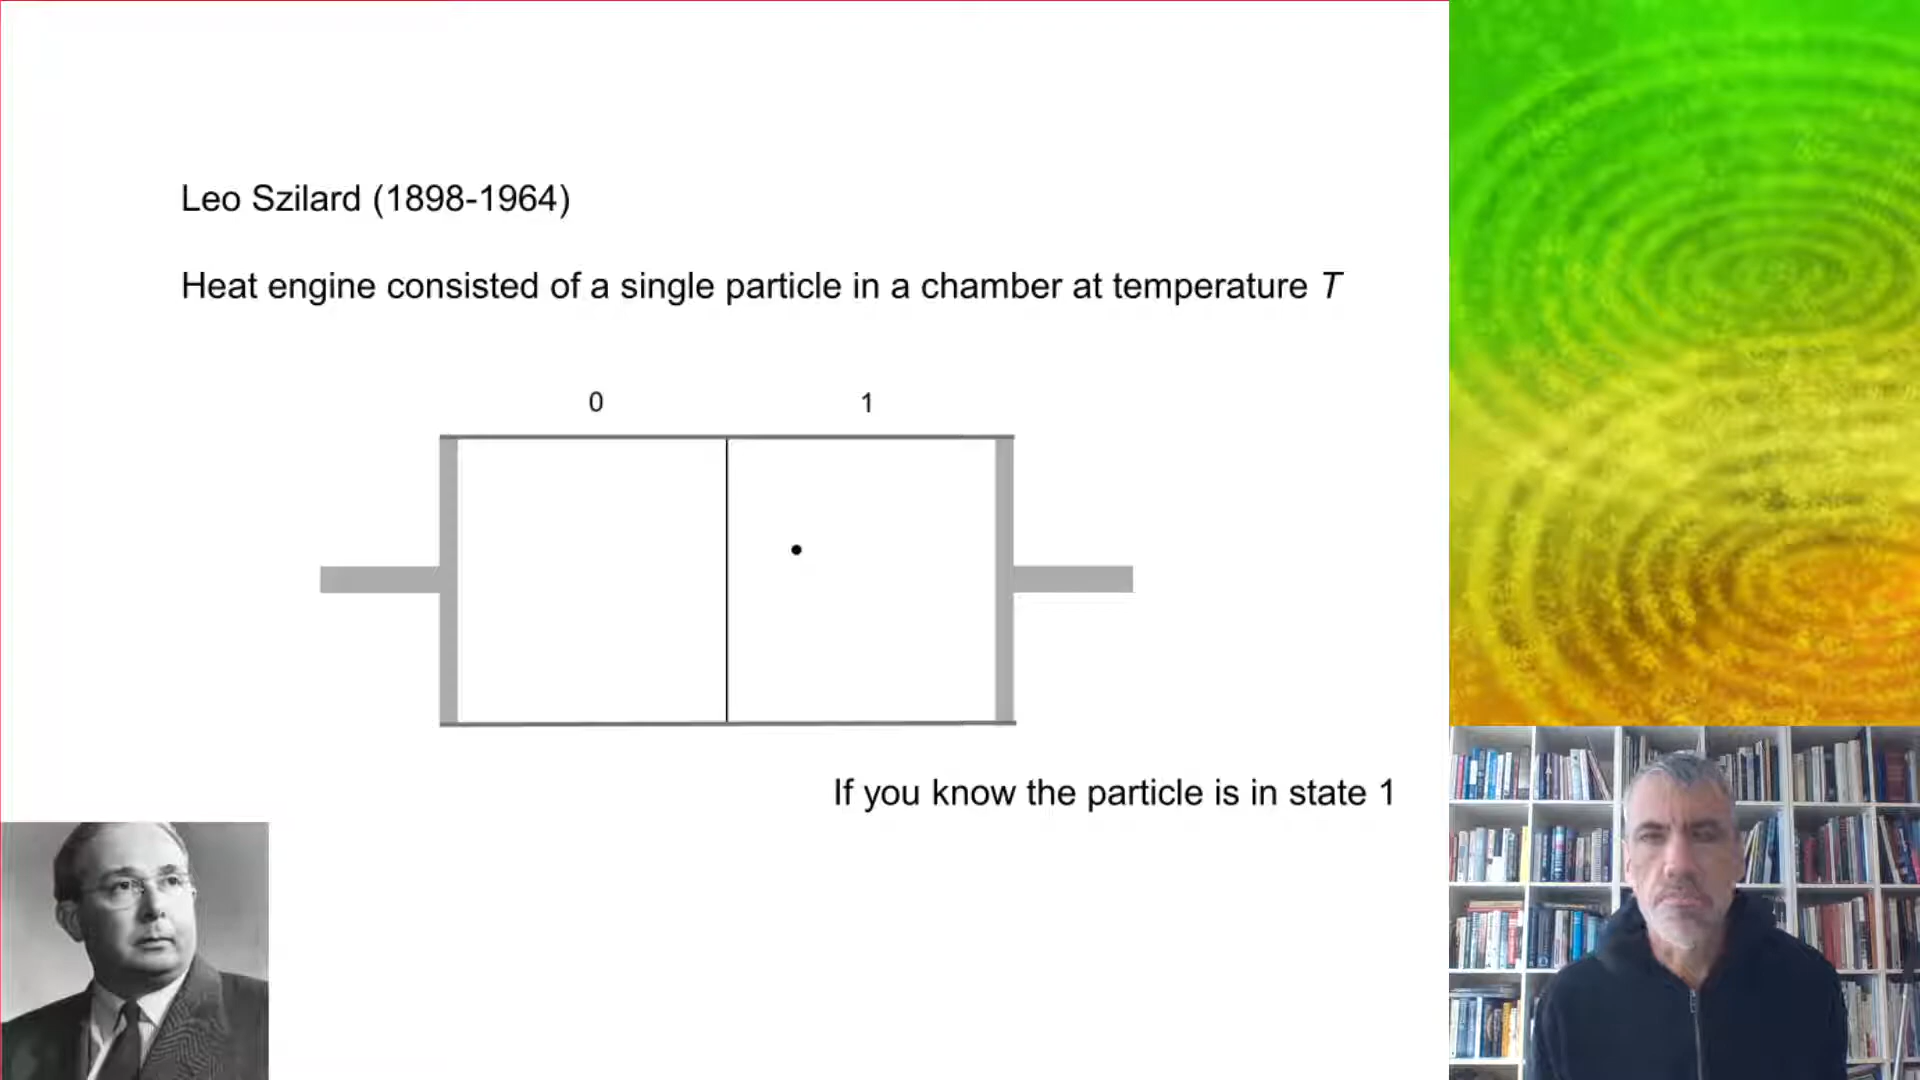 Leo Szilard (1898-1964)
Heat engine consisted of a single particle in a chamber at temperature T
0 1
If you know the particle is in state 1